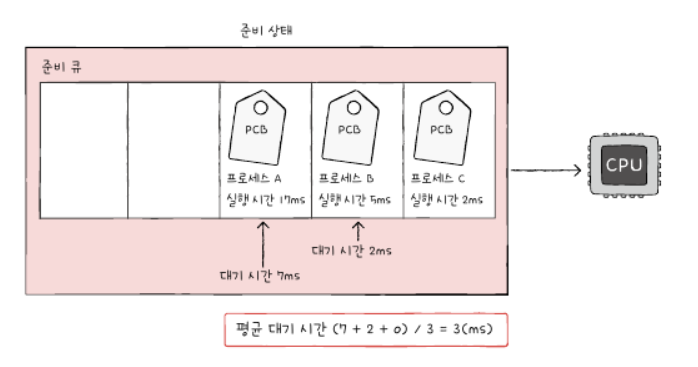 준비 상태
준비 큐
PCB
PCB
PCB
CPU
프로세스 A
실행 시간 17ms
프로세스 B
실행 시간 5ms
프로세스 C
실행 시간 2ms
대기 시간 2ms
대기 시간 7ms
평균 대기 시간 (7 + 2 + 0) / 3 = 3(ms)